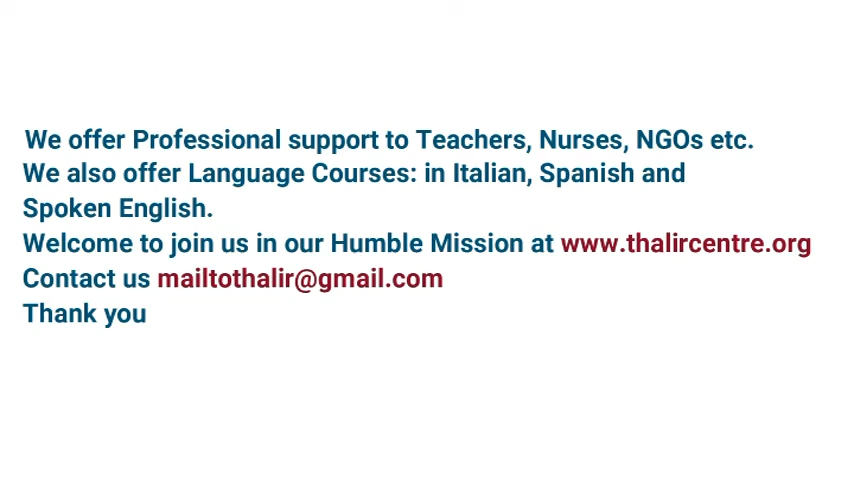 We offer Professional support to Teachers, Nurses, NGOs etc.
We also offer Language Courses: in Italian, Spanish and
Spoken English.
Welcome to join us in our Humble Mission at www.thalircentre.org
Contact us mailtothalir@gmail.com
Thank you